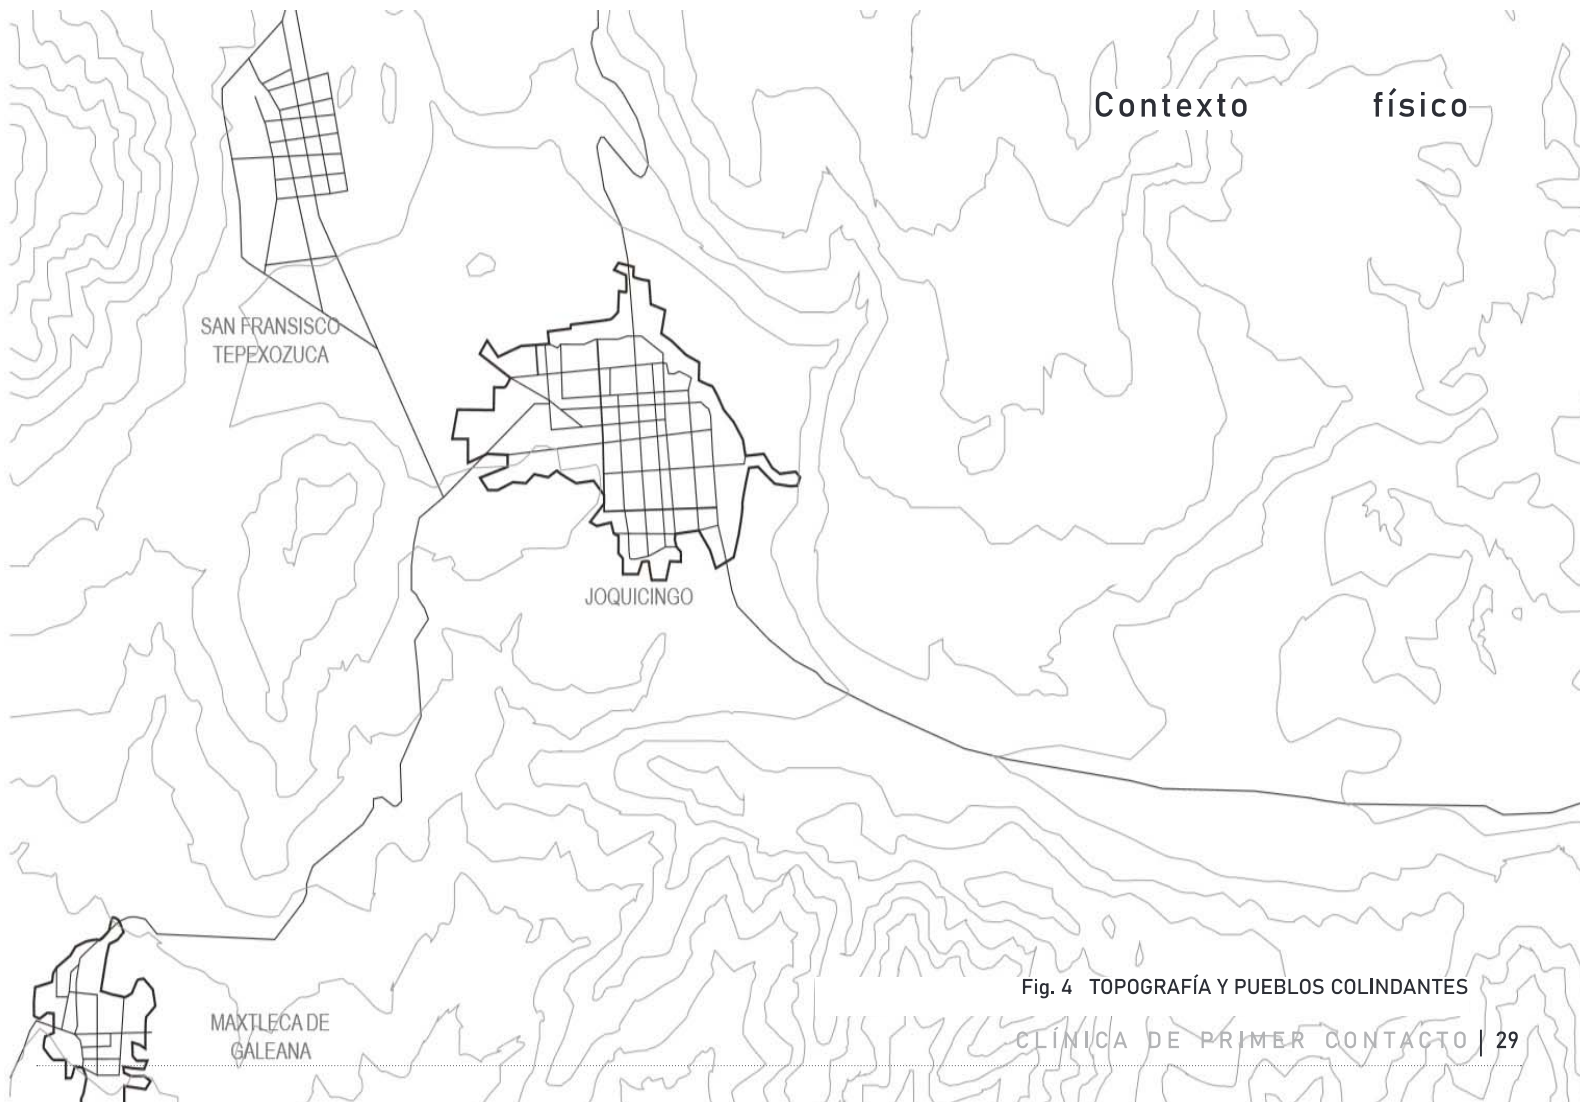 Contexto físico
SAN FRANSISCO
TEPEXOZUCA
JOQUICINGO
Fig. 4 TOPOGRAFÍA Y PUEBLOS COLINDANTES
MAXTLECA DE
GALEANA
CLÍNICA DE PRIMER CONTACTO | 29